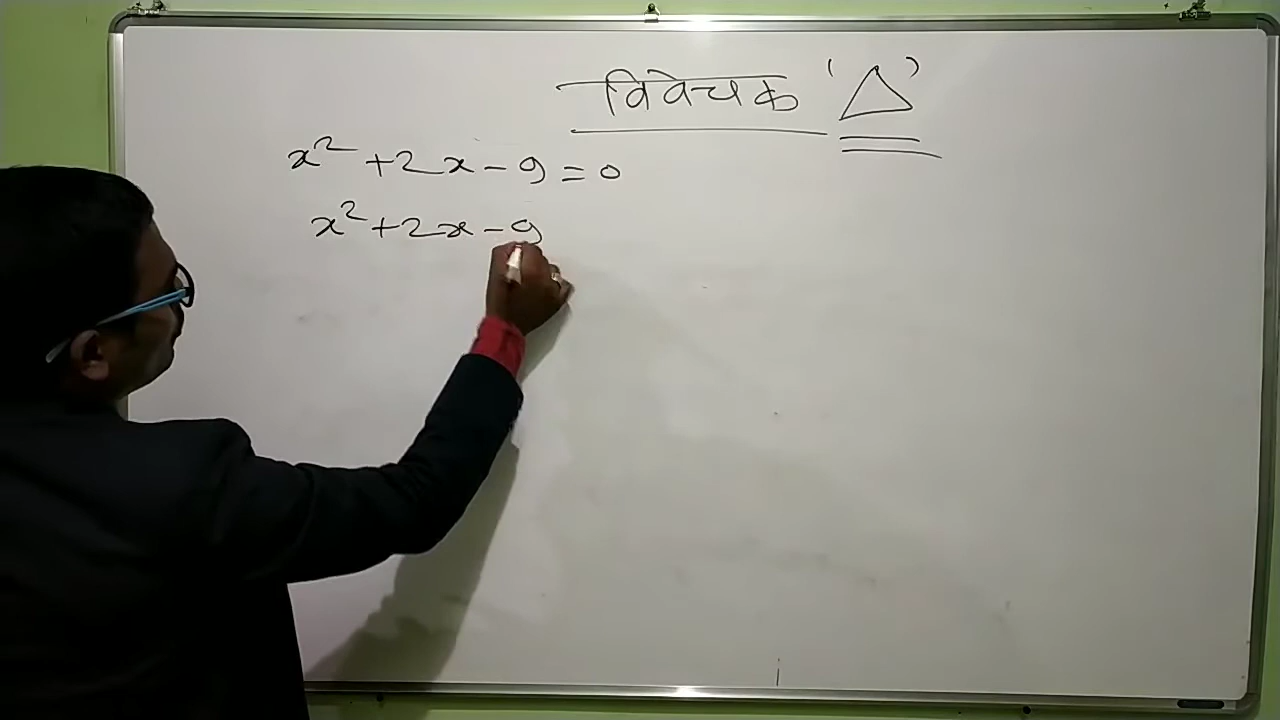 विवेचक '△'
x² + 2x - 9 = 0
x² + 2x - 9